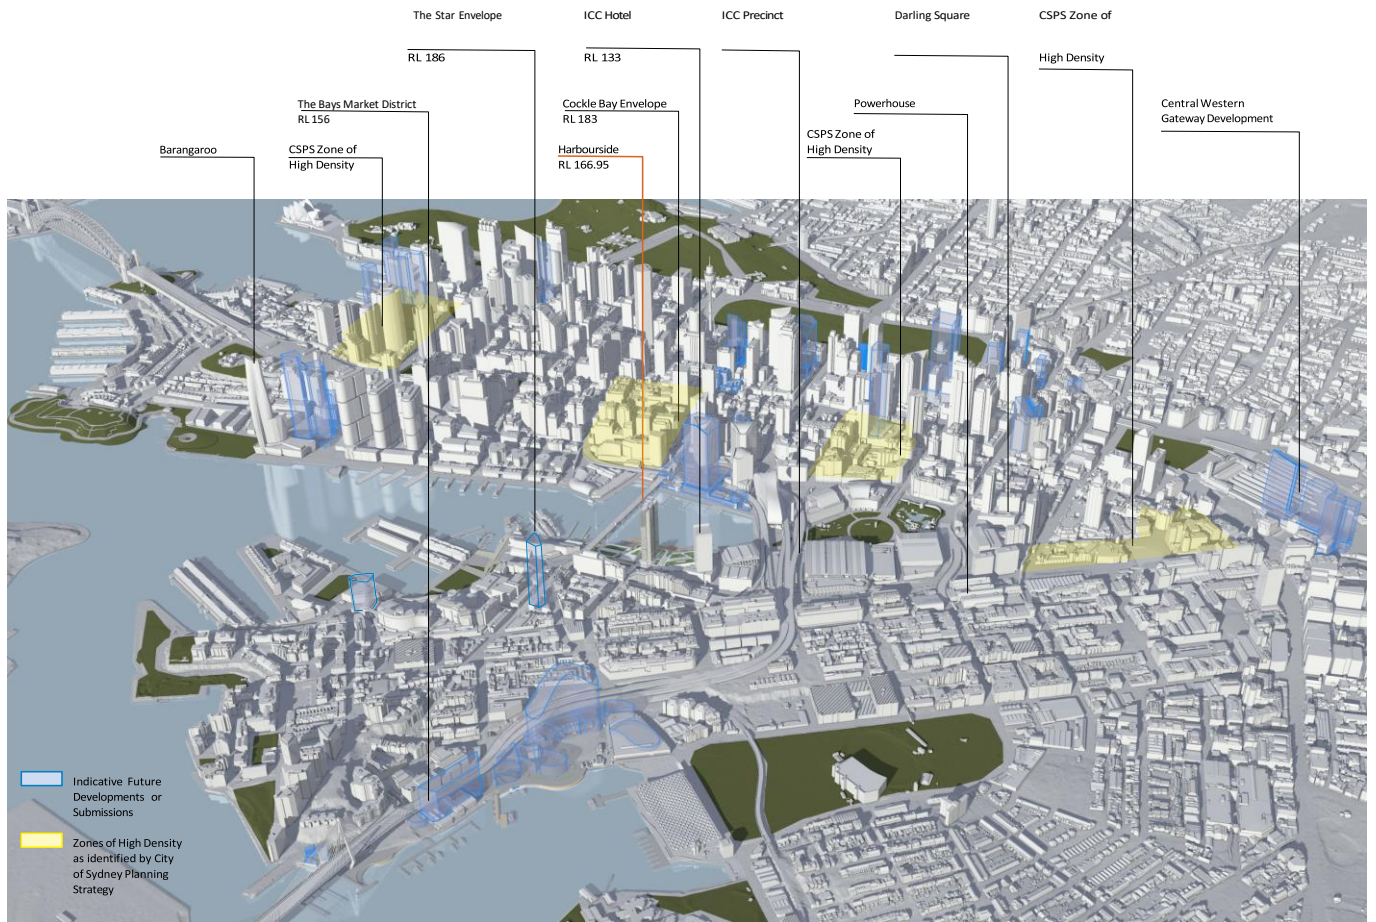 The Star Envelope
RL 186
ICC Hotel
RL 133
ICC Precinct
Darling Square
CSPS Zone of
High Density
The Bays Market District
RL 156
Cockle Bay Envelope
RL 183
Powerhouse
Central Western
Gateway Development
Barangaroo
CSPS Zone of
High Density
Harbourside
RL 166.95
CSPS Zone of
High Density
Indicative Future
Developments or
Submissions
Zones of High Density
as identified by City
of Sydney Planning
Strategy